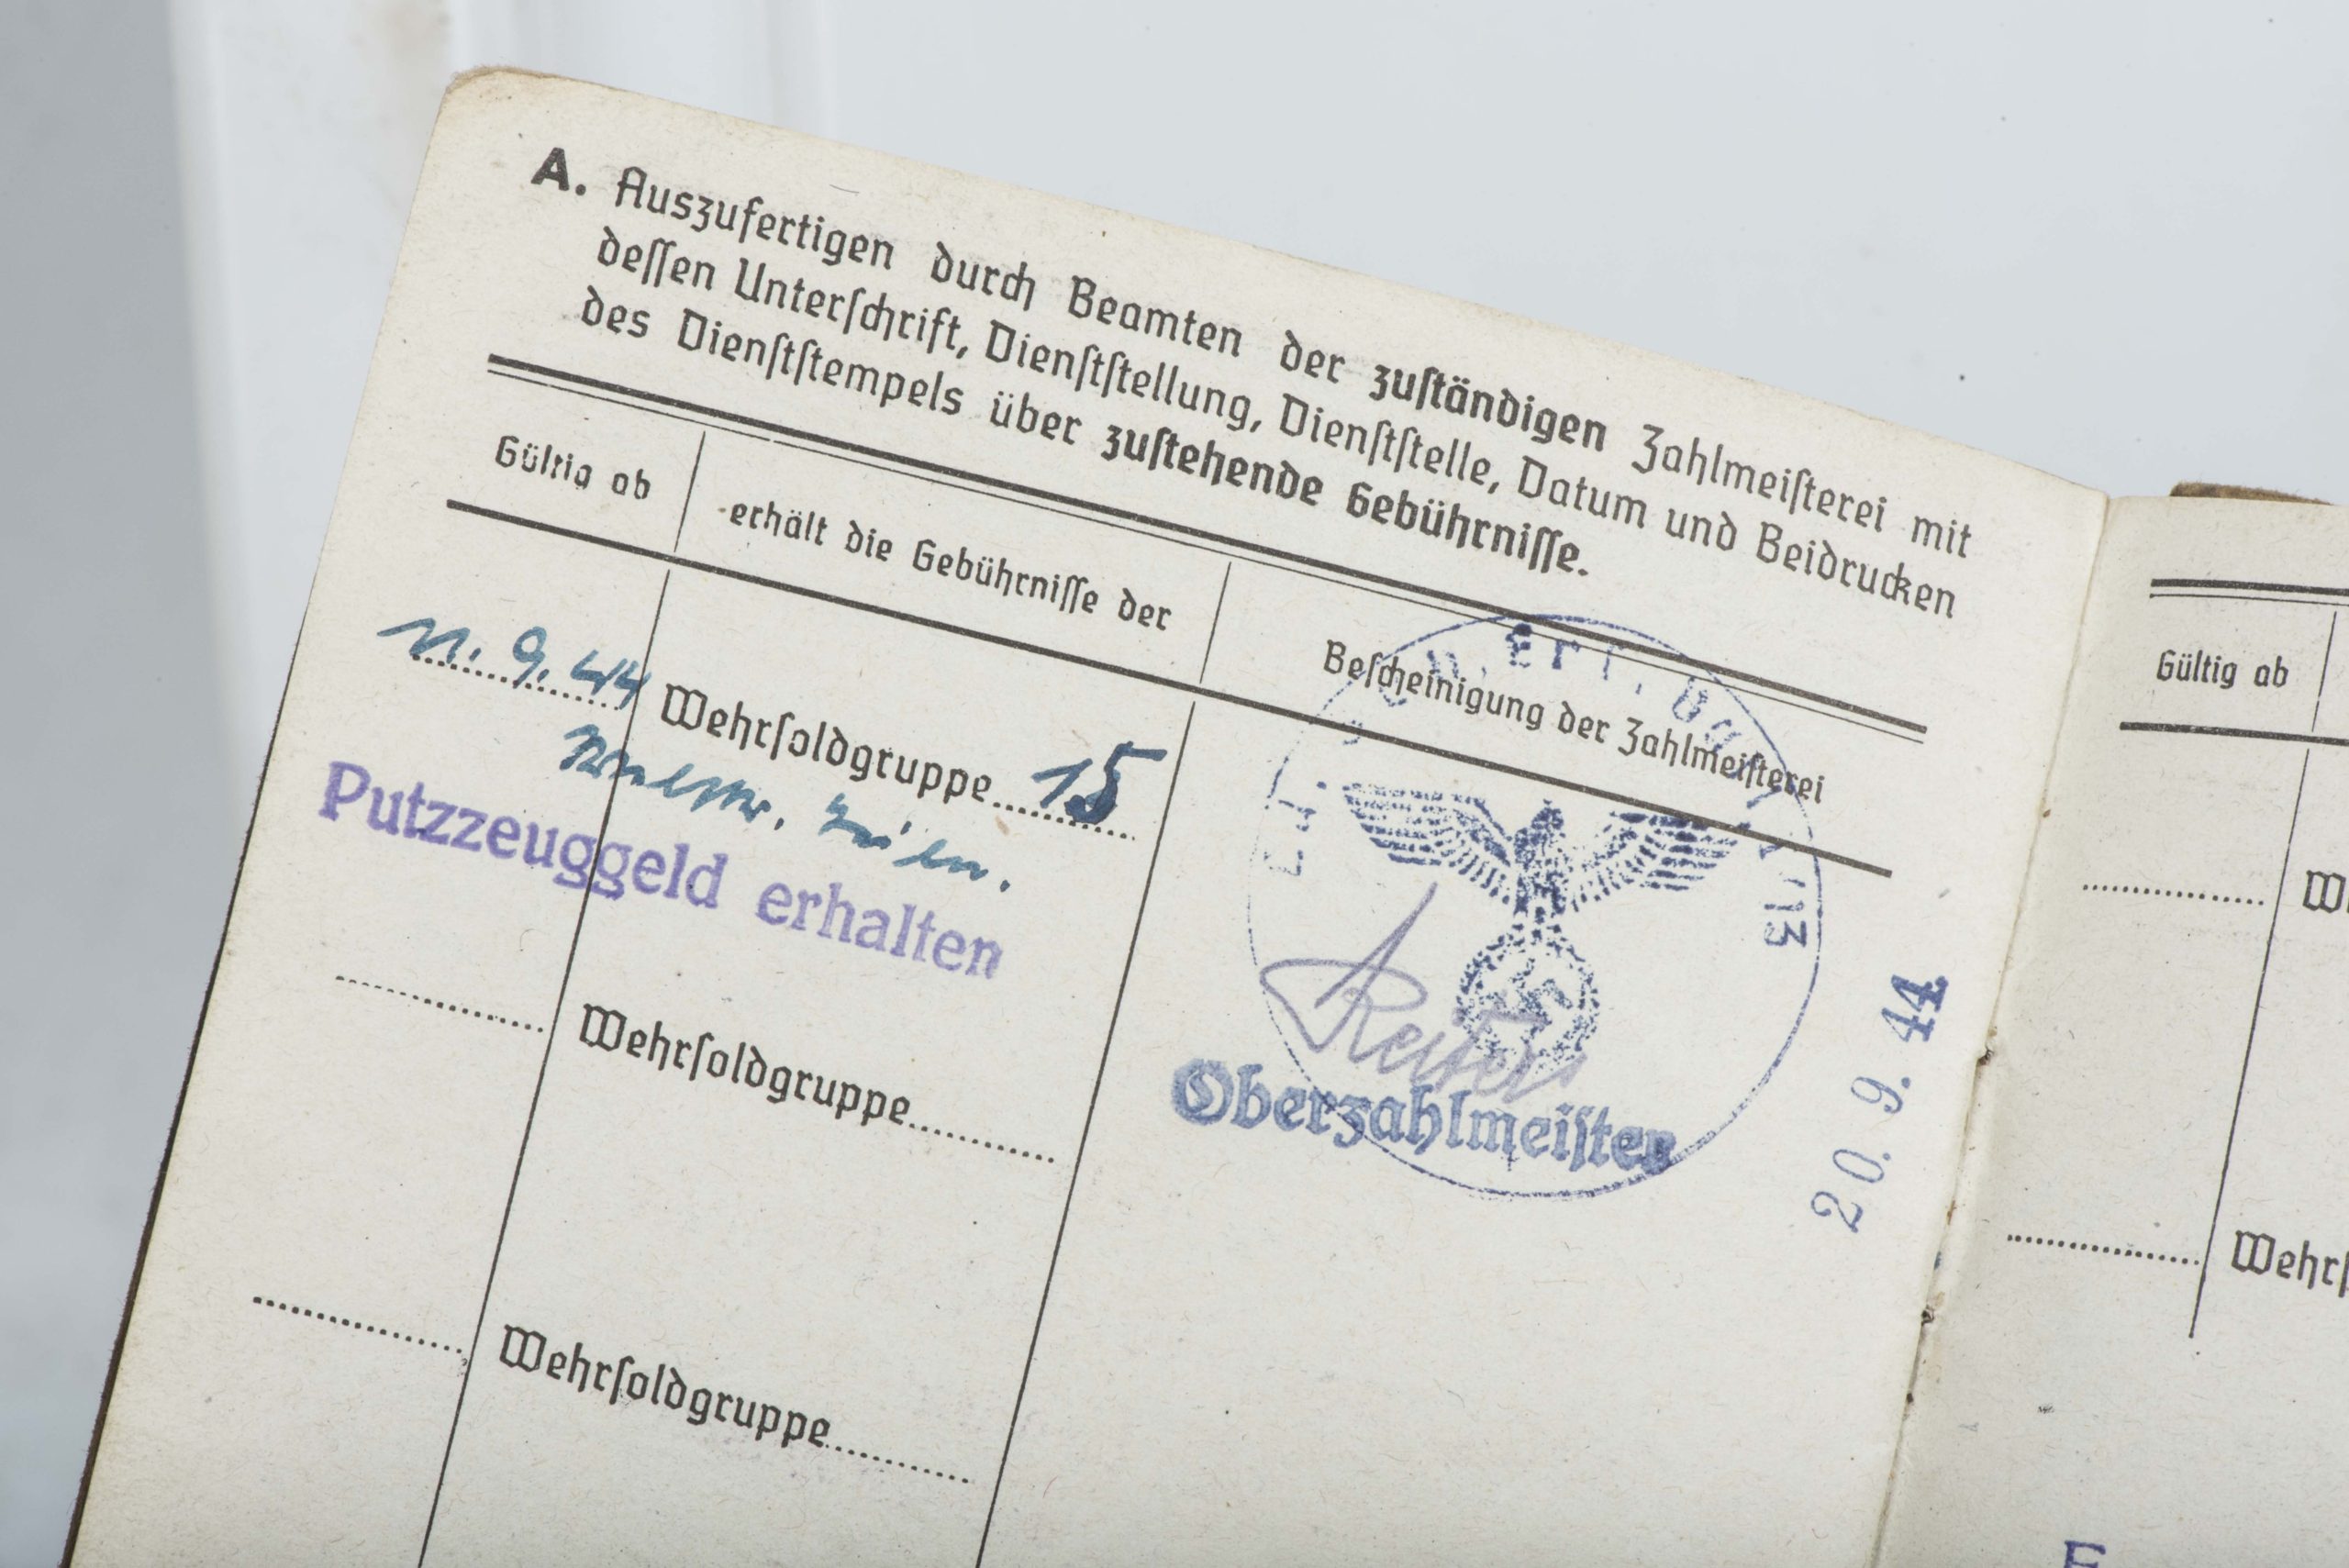 A. Auszufertigen durch Beamten der zuständigen Zahlmeisterei mit
dessen Unterschrift, Dienststellung, Dienststelle, Datum und Beidrucken
des Dienststempels über zustehende Gebührnisse.
Gültig ab
erhält die Gebührnisse der
Bescheinigung der Zahlmeisterei
11. 9. 44
Wehrsoldgruppe 15
Putzzeuggeld erhalten
13
Oberzahlmeister
20. 9. 44
Wehrsoldgruppe
Wehrsoldgruppe
Gültig ab
W
Wehrs
E